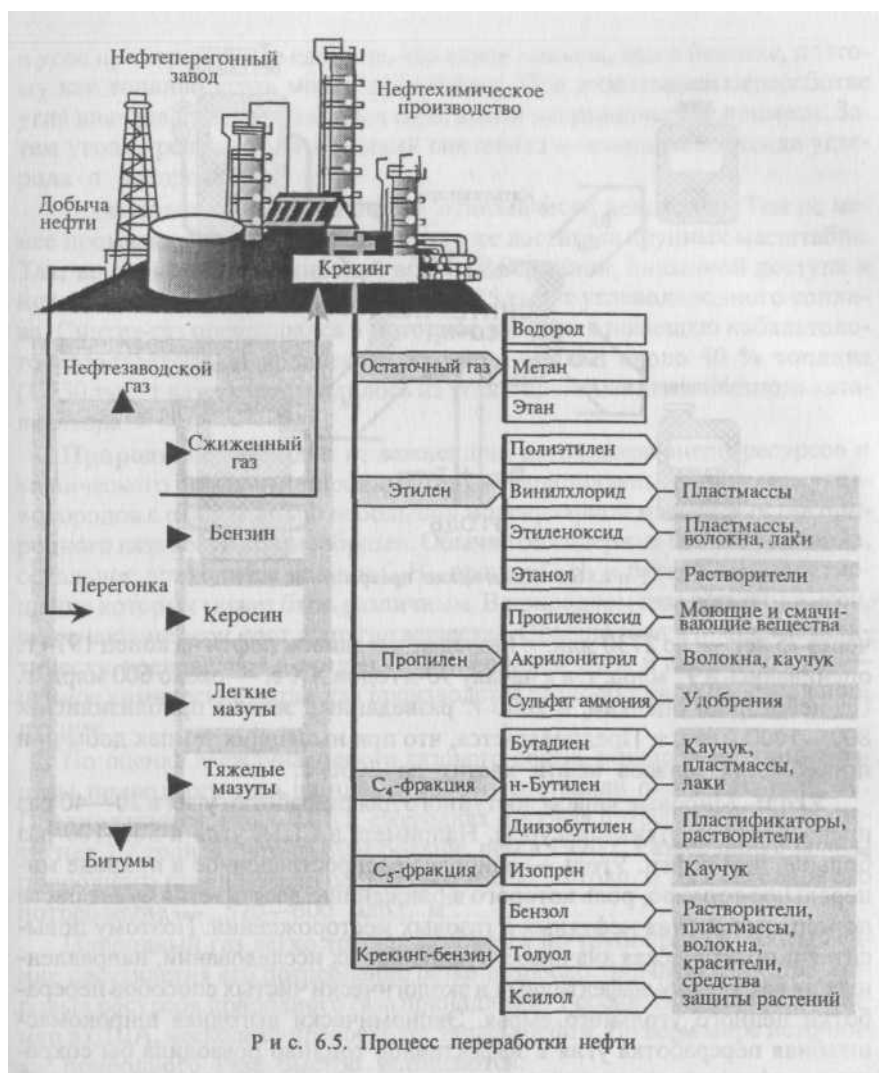 Нефтеперегонный
завод
Нефтехимическое
производство
Добыча
нефти
Крекинг
Нефтезаводской
газ
Сжиженный
газ
Бензин
Перегонка
Керосин
Легкие
мазуты
Тяжелые
мазуты
Битумы
Остаточный газ
Водород
Метан
Этан
Этилен
Полиэтилен
Винилхлорид
Пластмассы
Этиленоксид
Пластмассы,
волокна, лаки
Этанол
Растворители
Пропилен
Пропиленоксид
Моющие и смачи-
вающие вещества
Акрилонитрил
Волокна, каучук
Сульфат аммония
Удобрения
C₄-фракция
Бутадиен
н-Бутилен
Каучук,
пластмассы,
лаки
Диизобутилен
Пластификаторы,
растворители
C₅-фракция
Изопрен
Каучук
Крекинг-бензин
Бензол
Толуол
Ксилол
Растворители,
пластмассы,
волокна,
красители,
средства
защиты растений
Рис. 6.5. Процесс переработки нефти